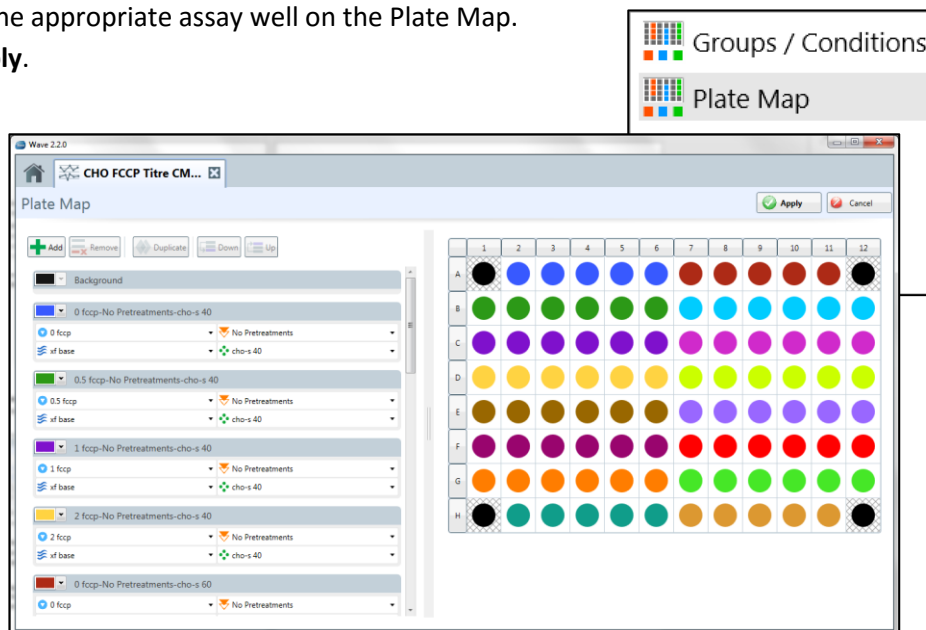 he appropriate assay well on the Plate Map.
ly.
Groups / Conditions
Plate Map
Wave 2.2.0
CHO FCCP Titre CM...
Plate Map
Apply
Cancel
Add
Remove
Duplicate
Down
Up
Background
0 fccp-No Pretreatments-cho-s 40
0 fccp
No Pretreatments
xf base
cho-s 40
0.5 fccp-No Pretreatments-cho-s 40
0.5 fccp
No Pretreatments
xf base
cho-s 40
1 fccp-No Pretreatments-cho-s 40
1 fccp
No Pretreatments
xf base
cho-s 40
2 fccp-No Pretreatments-cho-s 40
2 fccp
No Pretreatments
xf base
cho-s 40
0 fccp-No Pretreatments-cho-s 60
0 fccp
No Pretreatments
1 2 3 4 5 6 7 8 9 10 11 12
A
B
C
D
E
F
G
H